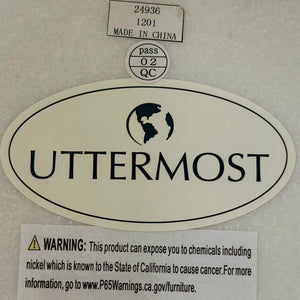 24936
1201
MADE IN CHINA
pass
02
QC
UTTERMOST
WARNING: This product can expose you to chemicals including
nickel which is known to the State of California to cause cancer. For more
information, go to www.P65Warnings.ca.gov/furniture.